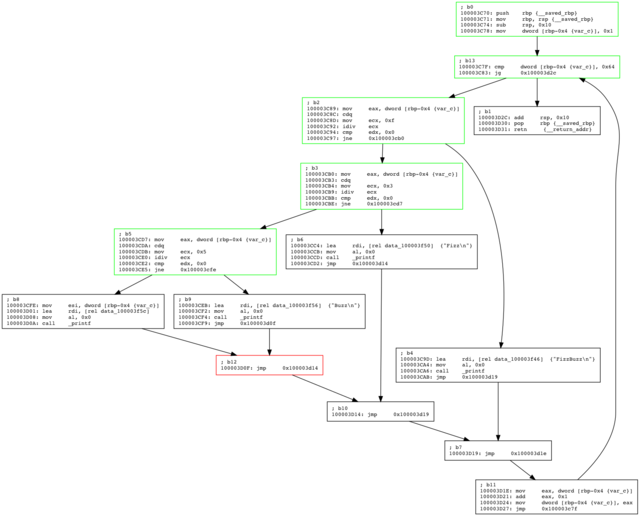 ; b0
100003C70: push rbp {__saved_rbp}
100003C71: mov rbp, rsp {__saved_rbp}
100003C74: sub rsp, 0x10
100003C78: mov dword [rbp-0x4 {var_c}], 0x1
; b13
100003C7F: cmp dword [rbp-0x4 {var_c}], 0x64
100003C83: jg 0x100003d2c
; b2
100003C89: mov eax, dword [rbp-0x4 {var_c}]
100003C8C: cdq
100003C8D: mov ecx, 0xf
100003C92: idiv ecx
100003C94: cmp edx, 0x0
100003C97: jne 0x100003cb0
; b1
100003D2C: add rsp, 0x10
100003D30: pop rbp {__saved_rbp}
100003D31: retn {__return_addr}
; b3
100003CB0: mov eax, dword [rbp-0x4 {var_c}]
100003CB3: cdq
100003CB4: mov ecx, 0x3
100003CB9: idiv ecx
100003CBB: cmp edx, 0x0
100003CBE: jne 0x100003cd7
; b5
100003CD7: mov eax, dword [rbp-0x4 {var_c}]
100003CDA: cdq
100003CDB: mov ecx, 0x5
100003CE0: idiv ecx
100003CE2: cmp edx, 0x0
100003CE5: jne 0x100003cfe
; b6
100003CC4: lea rdi, [rel data_100003f50] {"Fizz\n"}
100003CCB: mov al, 0x0
100003CCD: call _printf
100003CD2: jmp 0x100003d14
; b8
100003CFE: mov esi, dword [rbp-0x4 {var_c}]
100003D01: lea rdi, [rel data_100003f5c]
100003D08: mov al, 0x0
100003D0A: call _printf
; b9
100003CEB: lea rdi, [rel data_100003f56] {"Buzz\n"}
100003CF2: mov al, 0x0
100003CF4: call _printf
100003CF9: jmp 0x100003d0f
; b4
100003C9D: lea rdi, [rel data_100003f46] {"FizzBuzz\n"}
100003CA4: mov al, 0x0
100003CA6: call _printf
100003CAB: jmp 0x100003d19
; b12
100003D0F: jmp 0x100003d14
; b10
100003D14: jmp 0x100003d19
; b7
100003D19: jmp 0x100003d1e
; b11
100003D1E: mov eax, dword [rbp-0x4 {var_c}]
100003D21: add eax, 0x1
100003D24: mov dword [rbp-0x4 {var_c}], eax
100003D27: jmp 0x100003c7f